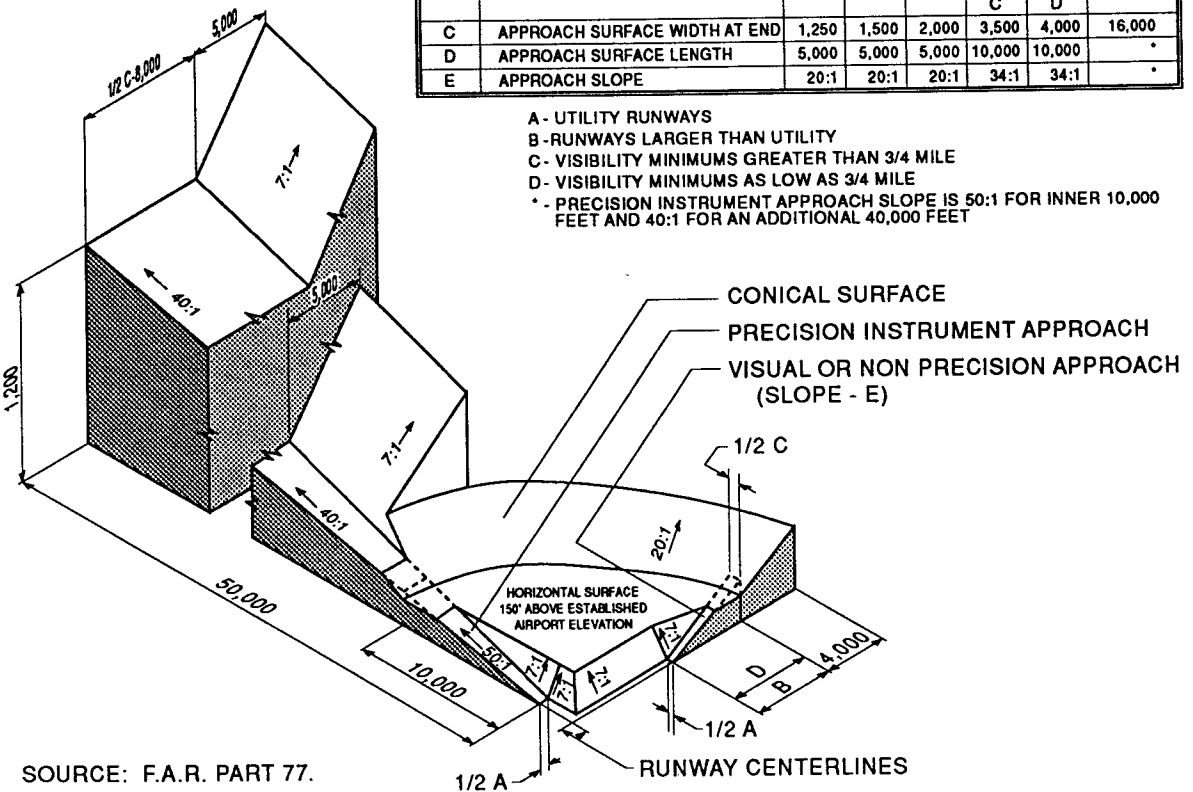 C D
C APPROACH SURFACE WIDTH AT END 1,250 1,500 2,000 3,500 4,000 16,000
D APPROACH SURFACE LENGTH 5,000 5,000 5,000 10,000 10,000 *
E APPROACH SLOPE 20:1 20:1 20:1 34:1 34:1 *
A - UTILITY RUNWAYS
B - RUNWAYS LARGER THAN UTILITY
C - VISIBILITY MINIMUMS GREATER THAN 3/4 MILE
D - VISIBILITY MINIMUMS AS LOW AS 3/4 MILE
* - PRECISION INSTRUMENT APPROACH SLOPE IS 50:1 FOR INNER 10,000
FEET AND 40:1 FOR AN ADDITIONAL 40,000 FEET
5,000
1/2 C-8,000
7:1
40:1
5,000
1,200
7:1
40:1
CONICAL SURFACE
PRECISION INSTRUMENT APPROACH
VISUAL OR NON PRECISION APPROACH
(SLOPE - E)
1/2 C
20:1
HORIZONTAL SURFACE
150' ABOVE ESTABLISHED
AIRPORT ELEVATION
50,000
10,000
50:1
7:1
7:1
7:1
7:1
D
B
4,000
1/2 A
1/2 A
RUNWAY CENTERLINES
SOURCE: F.A.R. PART 77.